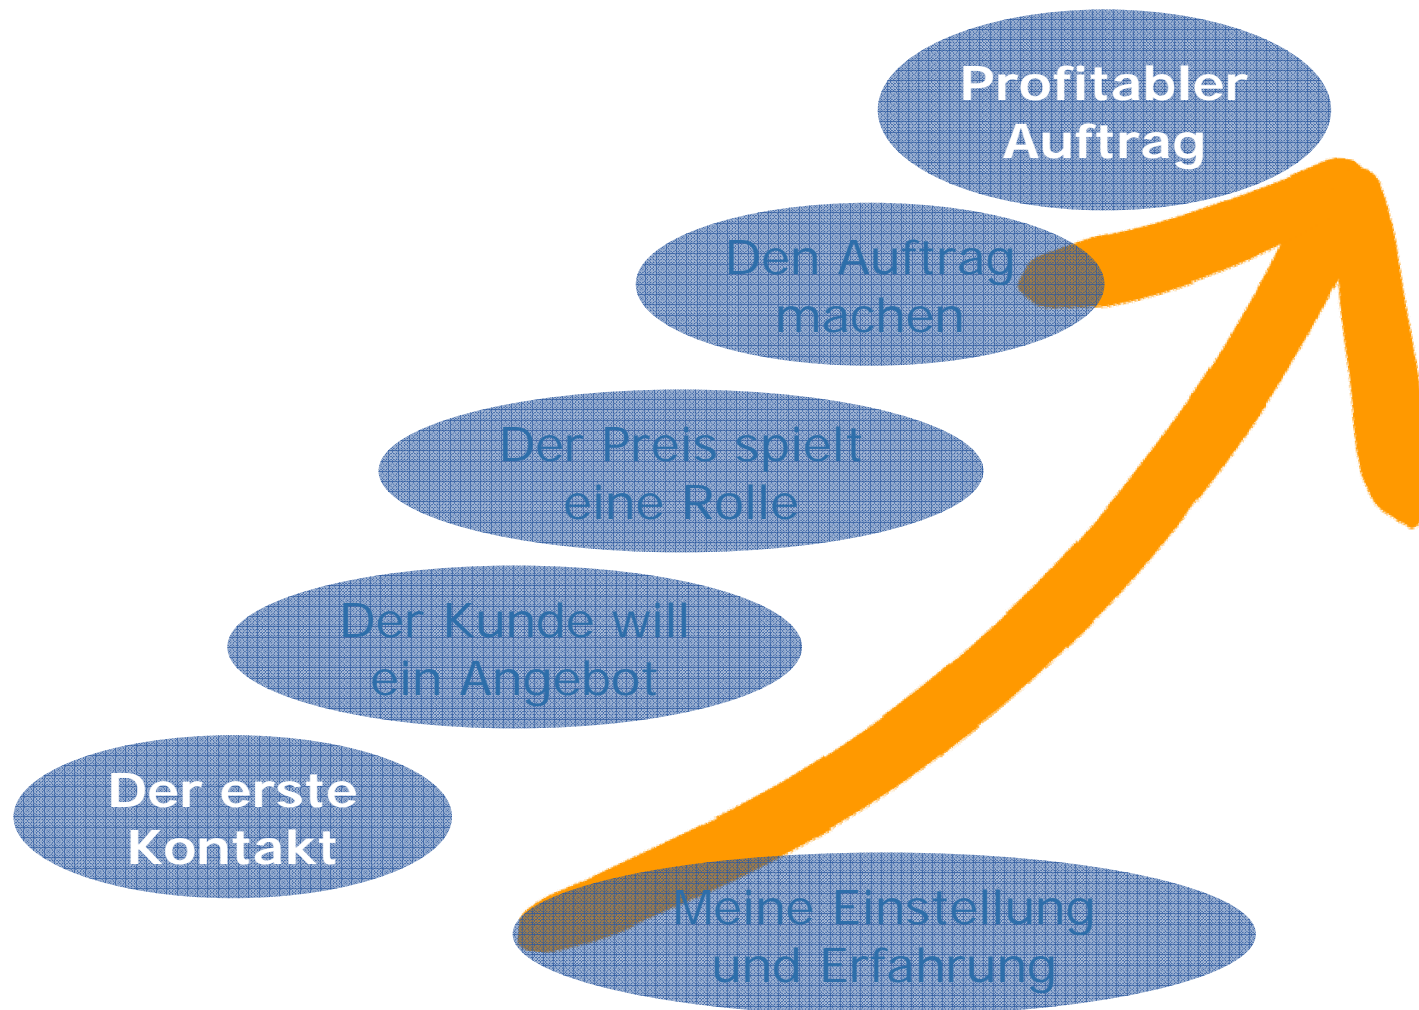 Profitabler
Auftrag
Den Auftrag
machen
Der Preis spielt
eine Rolle
Der Kunde will
ein Angebot
Der erste
Kontakt
Meine Einstellung
und Erfahrung